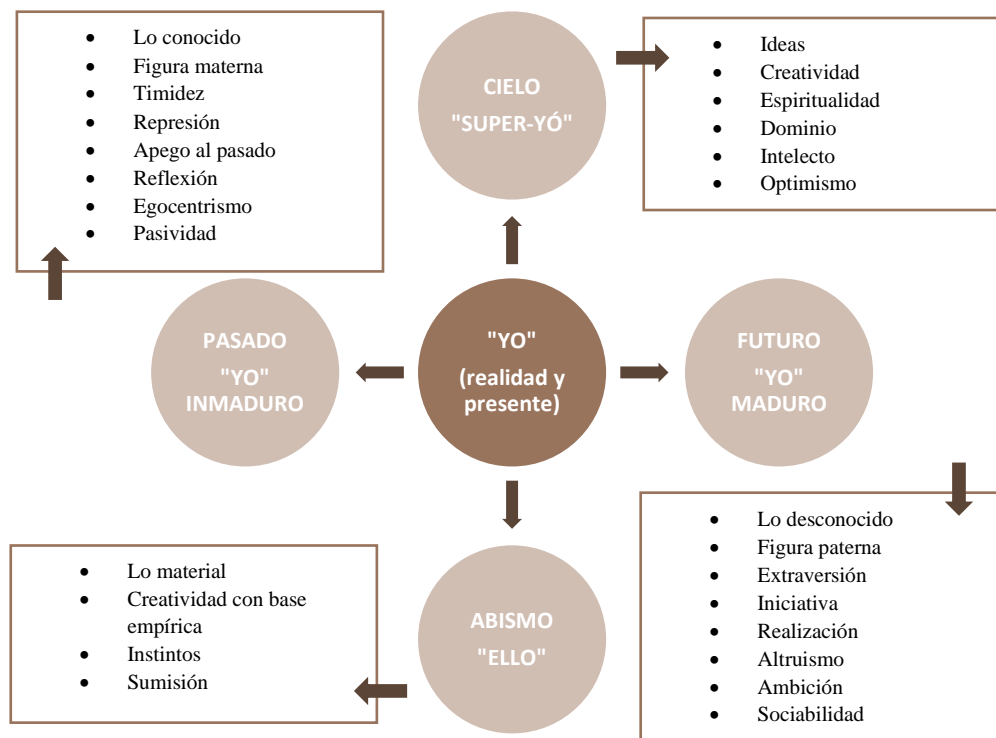 • Lo conocido
• Figura materna
• Timidez
• Represión
• Apego al pasado
• Reflexión
• Egocentrismo
• Pasividad
CIELO
"SUPER-YÓ"
• Ideas
• Creatividad
• Espiritualidad
• Dominio
• Intelecto
• Optimismo
PASADO
"YO"
INMADURO
"YO"
(realidad y
presente)
FUTURO
"YO"
MADURO
• Lo material
• Creatividad con base
empírica
• Instintos
• Sumisión
ABISMO
"ELLO"
• Lo desconocido
• Figura paterna
• Extraversión
• Iniciativa
• Realización
• Altruismo
• Ambición
• Sociabilidad